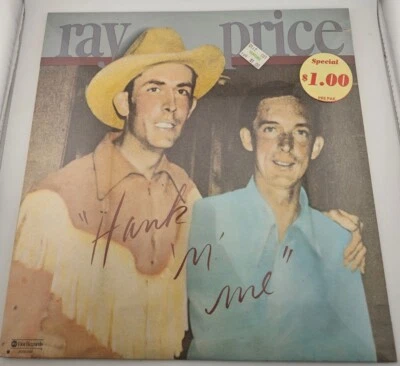 ray price
Special
$1.00
"Hank
'n'
me"